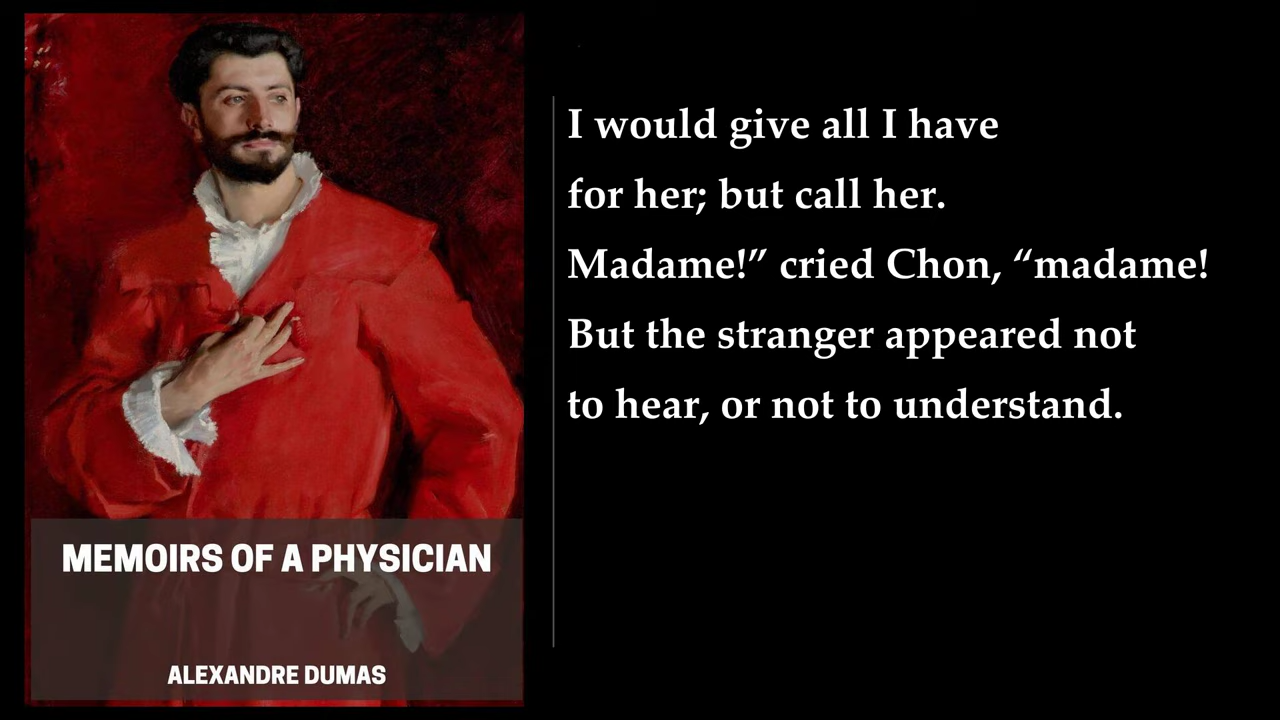 I would give all I have
for her; but call her.
Madame!” cried Chon, “madame!
But the stranger appeared not
to hear, or not to understand.
MEMOIRS OF A PHYSICIAN
ALEXANDRE DUMAS